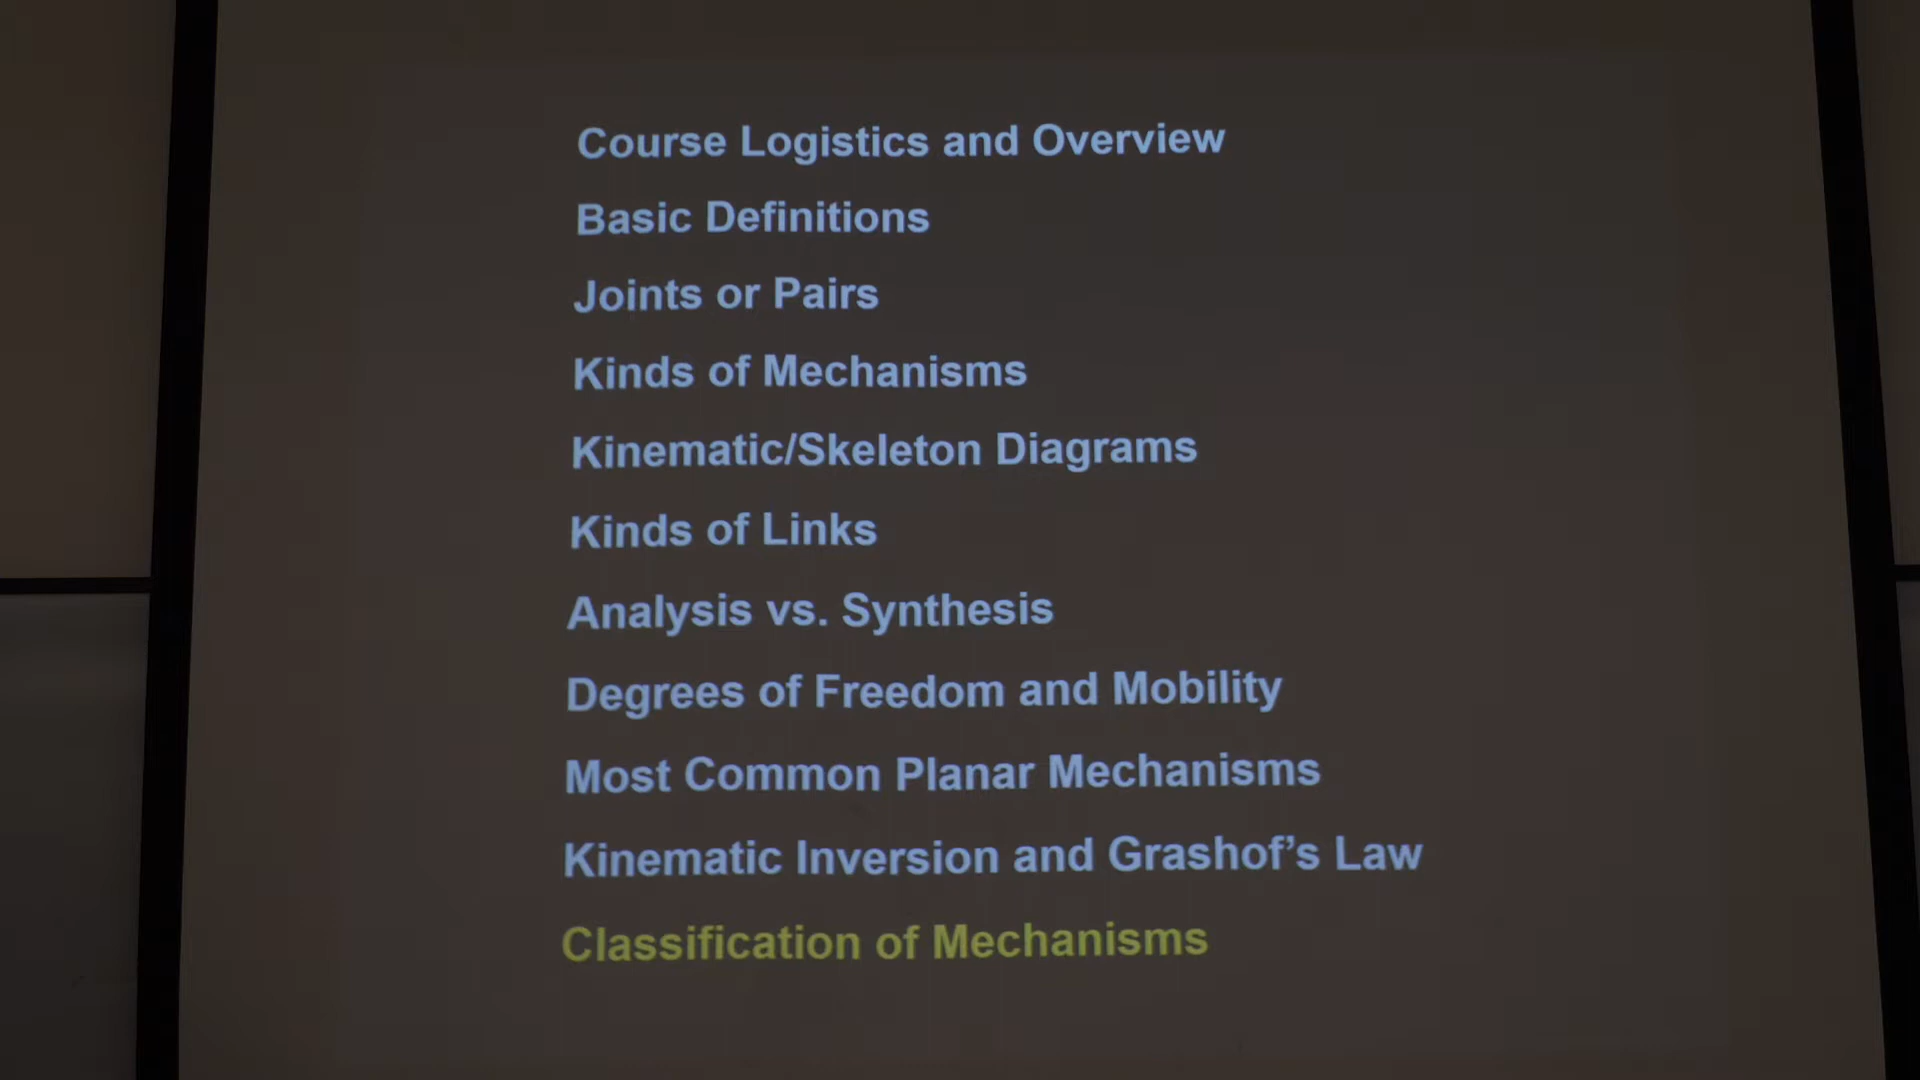 Course Logistics and Overview
Basic Definitions
Joints or Pairs
Kinds of Mechanisms
Kinematic/Skeleton Diagrams
Kinds of Links
Analysis vs. Synthesis
Degrees of Freedom and Mobility
Most Common Planar Mechanisms
Kinematic Inversion and Grashof’s Law
Classification of Mechanisms